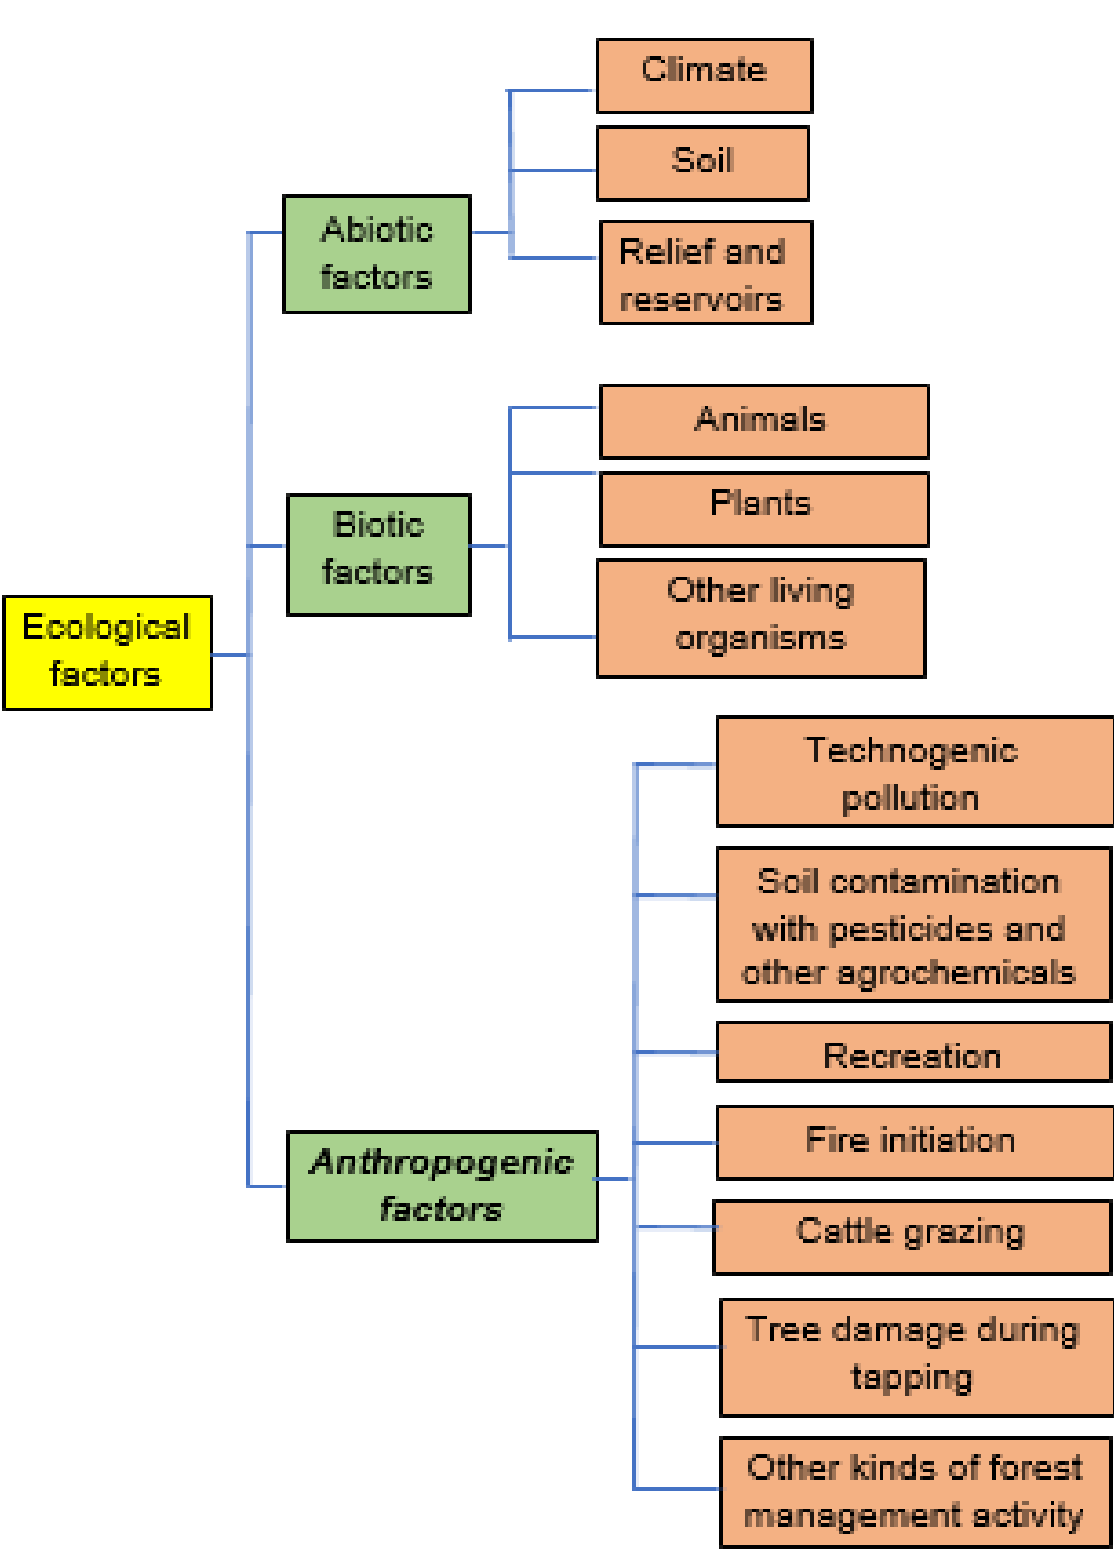 Climate
Soil
Abiotic
factors
Relief and
reservoirs
Animals
Plants
Biotic
factors
Other living
organisms
Ecological
factors
Technogenic
pollution
Soil contamination
with pesticides and
other agrochemicals
Recreation
Fire initiation
Anthropogenic
factors
Cattle grazing
Tree damage during
tapping
Other kinds of forest
management activity